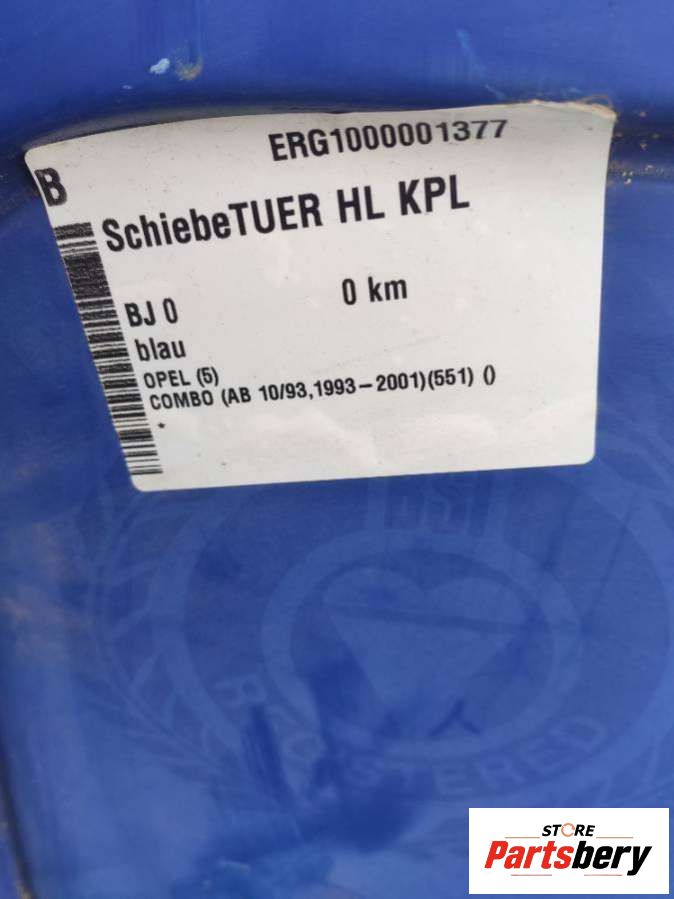 ERG1000001377
B
SchiebeTUER HL KPL
BJ 0 0 km
blau
OPEL (5)
COMBO (AB 10/93,1993-2001)(551) ()
*
REGISTERED
STORE
Partsbery